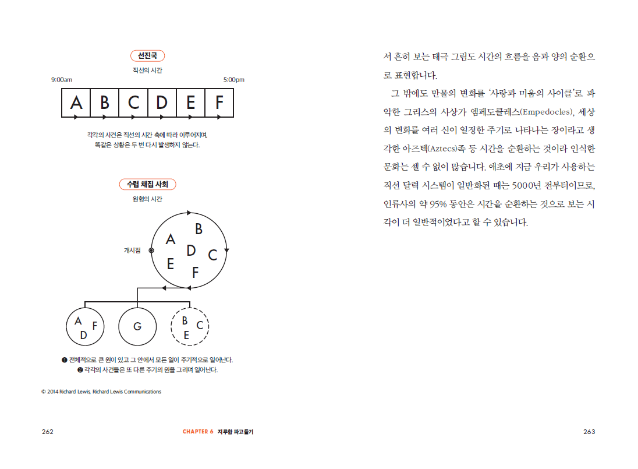 선진국
직선의 시간
9:00am
5:00pm
A B C D E F
각각의 사건은 직선의 시간 축에 따라 이루어지며,
똑같은 상황은 두 번 다시 발생하지 않는다.
수렵 채집 사회
원형의 시간
개시점
A B C D E F
A F D
G
B C E
❶ 전체적으로 큰 원이 있고 그 안에서 모든 일이 주기적으로 일어난다.
❷ 각각의 사건들은 또 다른 주기의 원을 그리며 일어난다.
© 2014 Richard Lewis, Richard Lewis Communications
262
CHAPTER 6 지루함 파고들기
서 흔히 보는 태극 그림도 시간의 흐름을 음과 양의 순환으
로 표현합니다.
그 밖에도 만물의 변화를 ‘사랑과 미움의 사이클’로 파
악한 그리스의 사상가 엠페도클레스(Empedocles), 세상
의 변화를 여러 신이 일정한 주기로 나타나는 장이라고 생
각한 아즈텍(Aztecs)족 등 시간을 순환하는 것이라 인식한
문화는 셀 수 없이 많습니다. 애초에 지금 우리가 사용하는
직선 달력 시스템이 일반화된 때는 5000년 전부터이므로,
인류사의 약 95% 동안은 시간을 순환하는 것으로 보는 시
각이 더 일반적이었다고 할 수 있습니다.
263